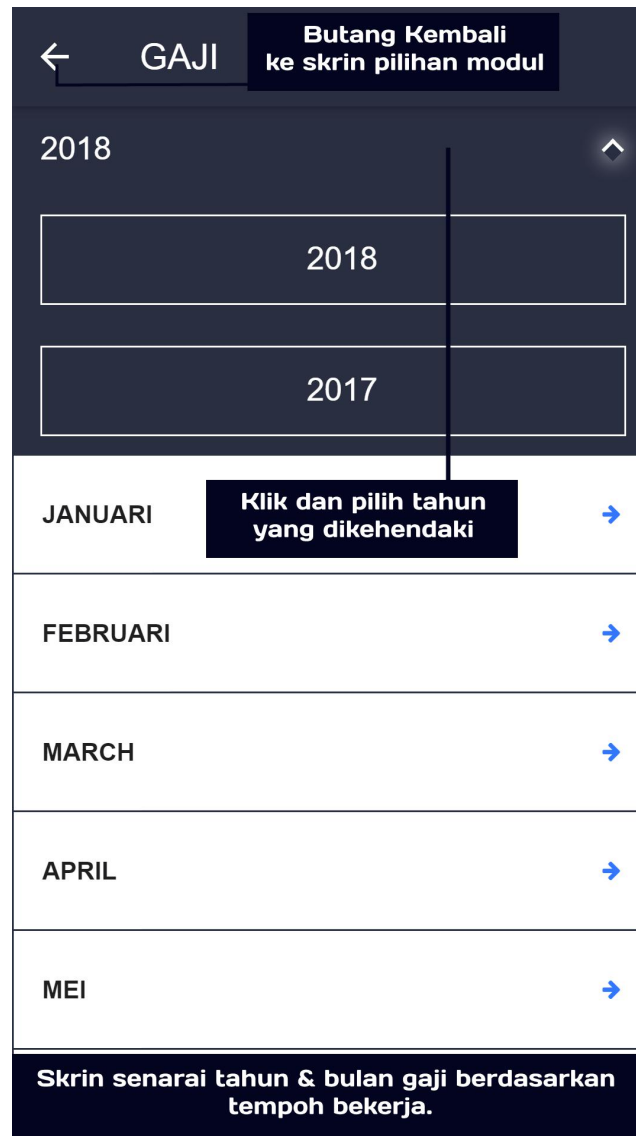 GAJI
Butang Kembali
ke skrin pilihan modul
2018
2018
2017
JANUARI
Klik dan pilih tahun
yang dikehendaki
FEBRUARI
MARCH
APRIL
MEI
Skrin senarai tahun & bulan gaji berdasarkan
tempoh bekerja.